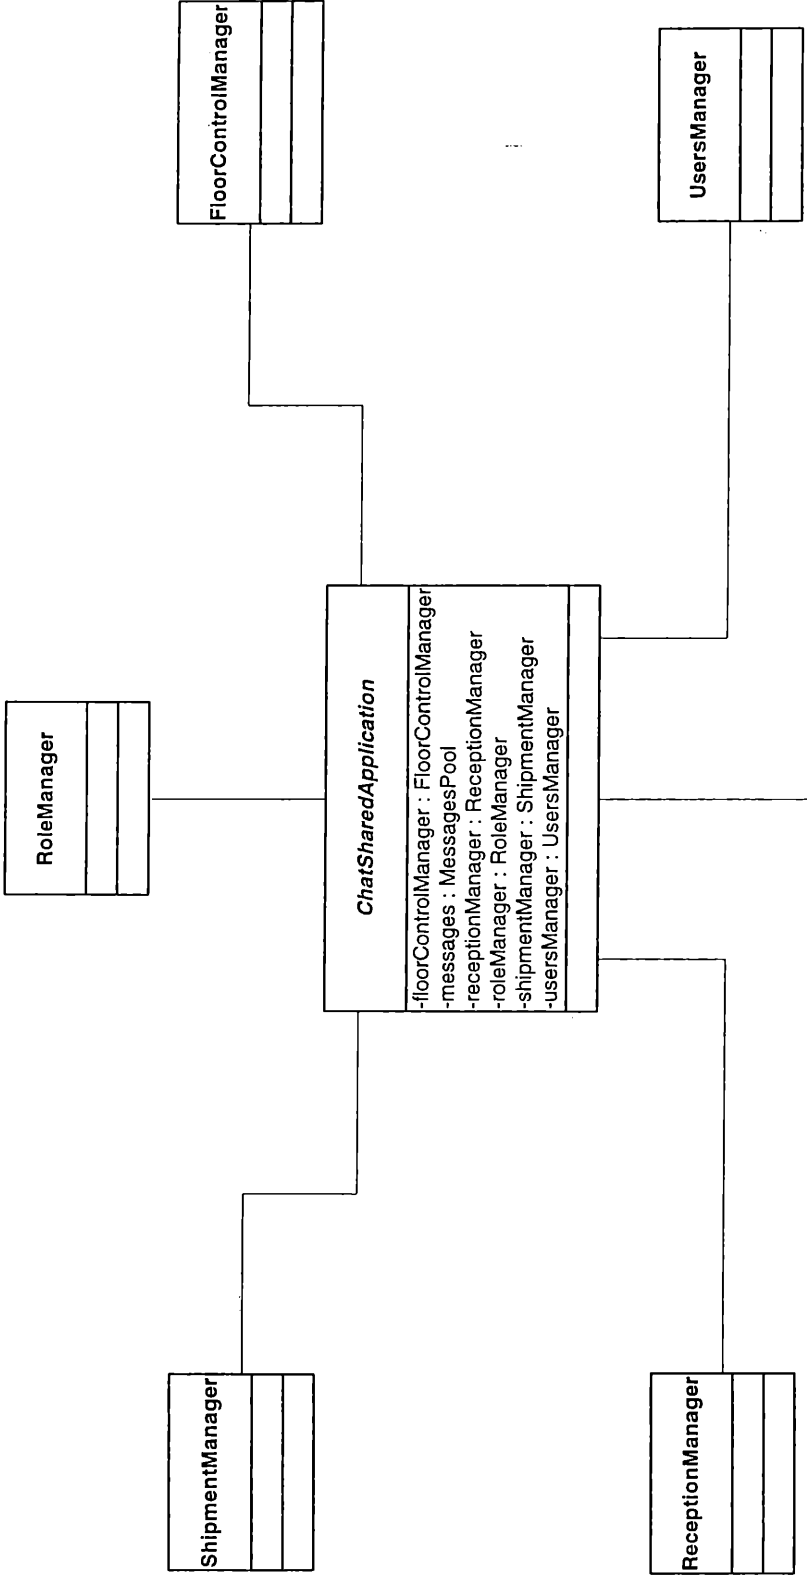 RoleManager
ShipmentManager
FloorControlManager
ChatSharedApplication
-floorControlManager : FloorControlManager
-messages : MessagesPool
-receptionManager : ReceptionManager
-roleManager : RoleManager
-shipmentManager : ShipmentManager
-usersManager : UsersManager
ReceptionManager
UsersManager